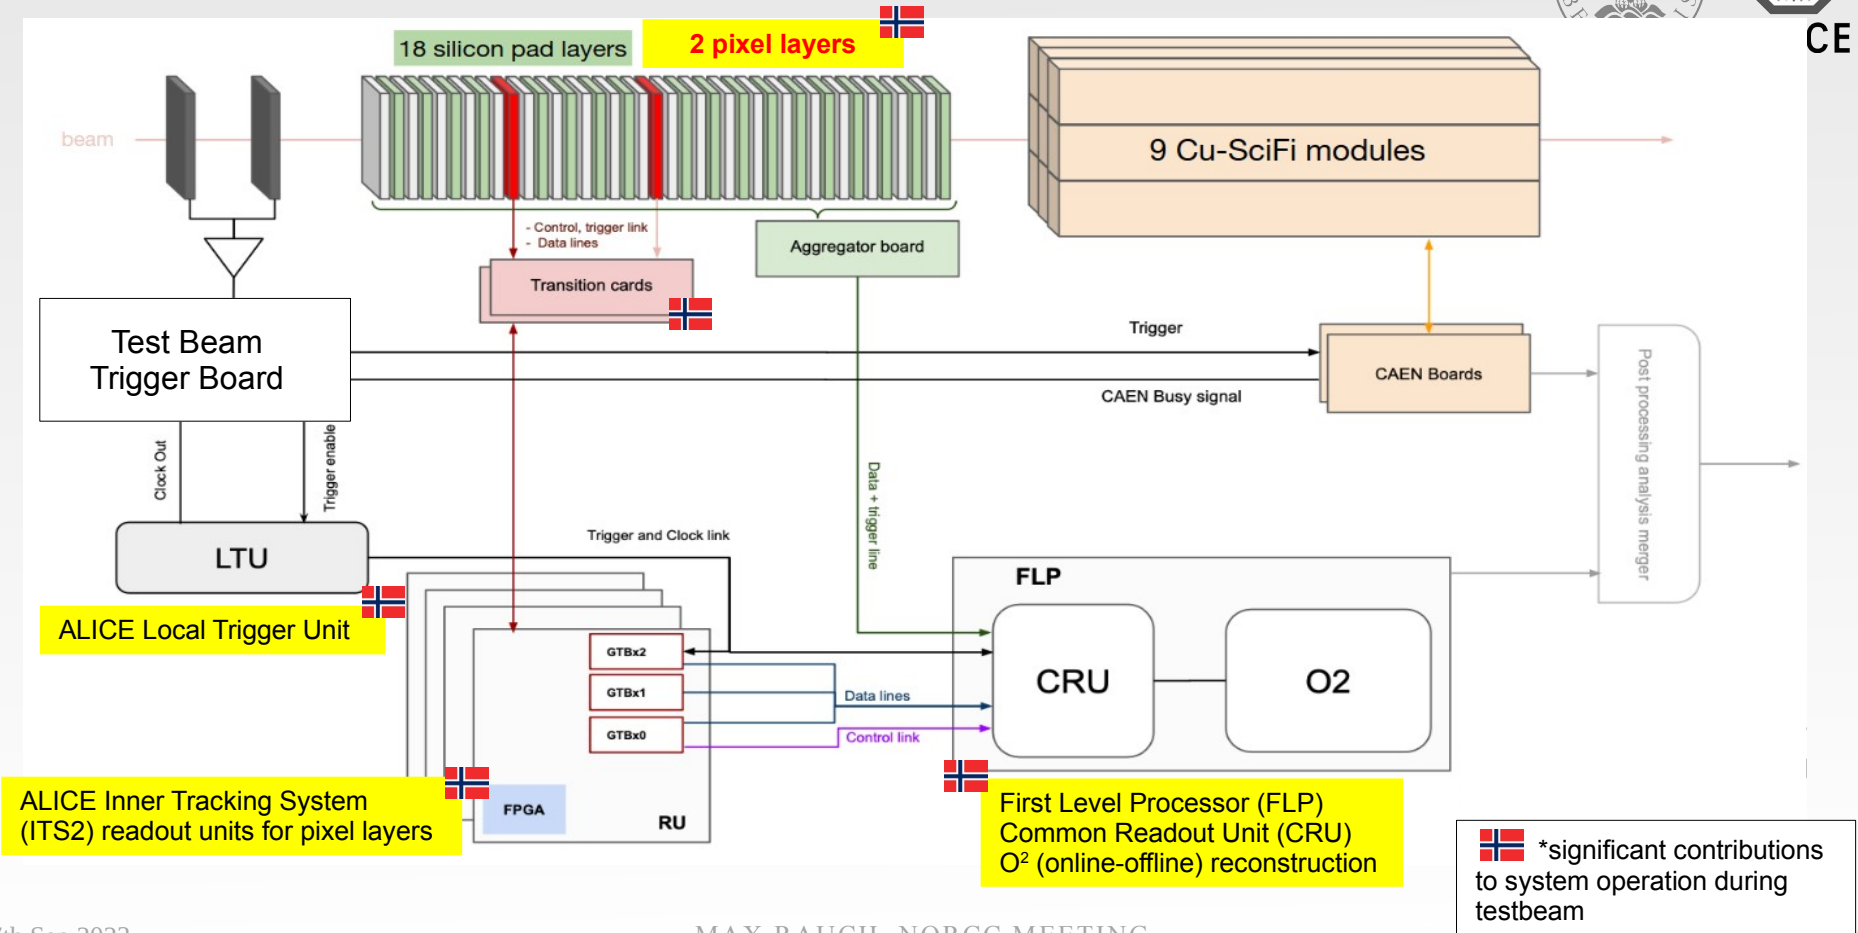 CE
18 silicon pad layers
2 pixel layers
beam
9 Cu-SciFi modules
- Control, trigger link
- Data lines
Aggregator board
Transition cards
Test Beam
Trigger Board
Trigger
CAEN Busy signal
CAEN Boards
Post processing analysis merger
Clock Out
Trigger enable
Data + trigger line
LTU
Trigger and Clock link
ALICE Local Trigger Unit
FLP
GTBx2
GTBx1
GTBx0
Data lines
Control link
CRU
O2
FPGA
RU
ALICE Inner Tracking System
(ITS2) readout units for pixel layers
First Level Processor (FLP)
Common Readout Unit (CRU)
O² (online-offline) reconstruction
*significant contributions
to system operation during
testbeam